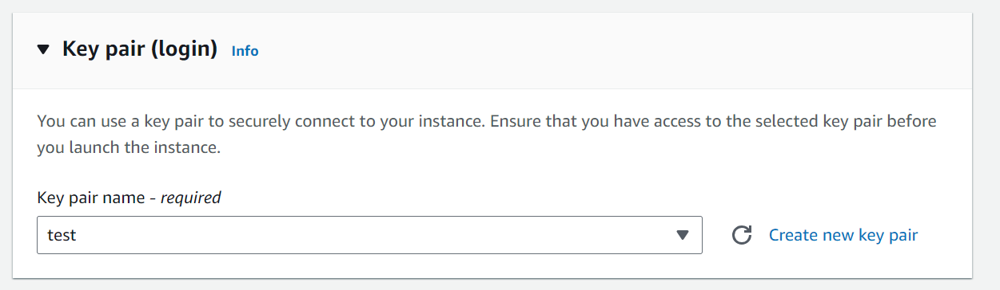 Key pair (login) Info
You can use a key pair to securely connect to your instance. Ensure that you have access to the selected key pair before
you launch the instance.
Key pair name - required
test
Create new key pair